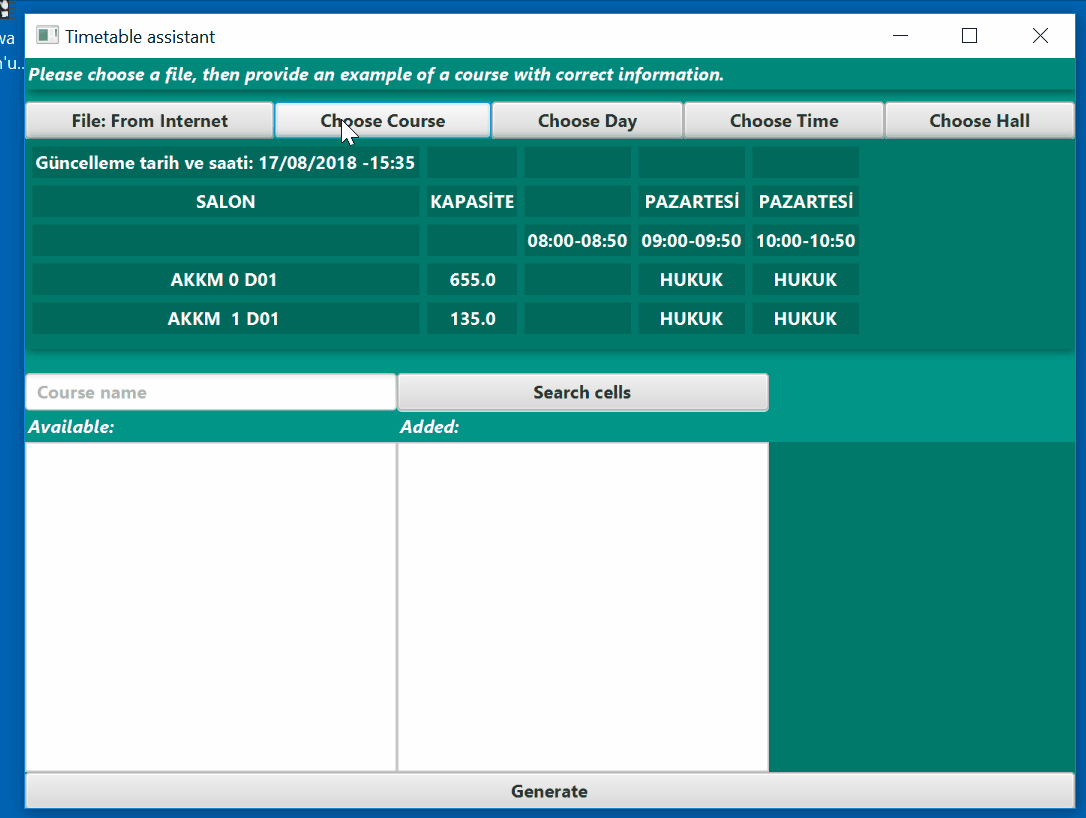 wa
n'u...
Timetable assistant
Please choose a file, then provide an example of a course with correct information.
File: From Internet Choose Course Choose Day Choose Time Choose Hall
Güncelleme tarih ve saati: 17/08/2018 -15:35
SALON KAPASİTE PAZARTESİ PAZARTESİ
08:00-08:50 09:00-09:50 10:00-10:50
AKKM 0 D01 655.0 HUKUK HUKUK
AKKM  1 D01 135.0 HUKUK HUKUK
Course name Search cells
Available: Added:
Generate